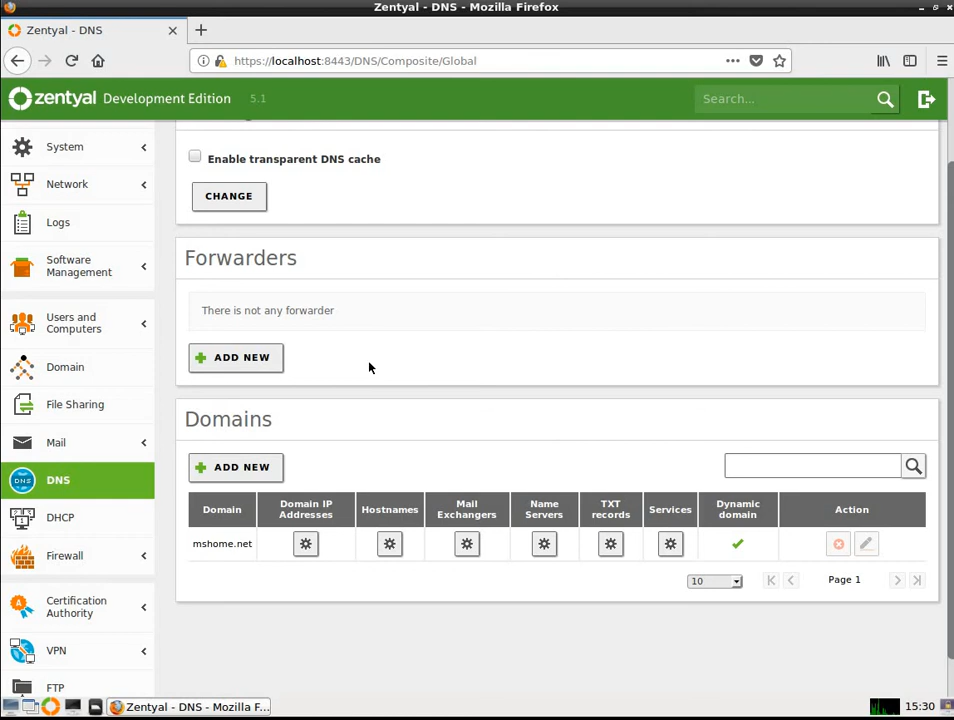 Zentyal - DNS - Mozilla Firefox
Zentyal - DNS
https://localhost:8443/DNS/Composite/Global
zentyal Development Edition 5.1
Search...
System
Network
Logs
Software
Management
Users and
Computers
Domain
File Sharing
Mail
DNS
DNS
DHCP
Firewall
Certification
Authority
VPN
FTP
Enable transparent DNS cache
CHANGE
Forwarders
There is not any forwarder
ADD NEW
Domains
ADD NEW
Domain
Domain IP
Addresses
Hostnames
Mail
Exchangers
Name
Servers
TXT
records
Services
Dynamic
domain
Action
mshome.net
10
Page 1
Zentyal - DNS - Mozilla F...
15:30